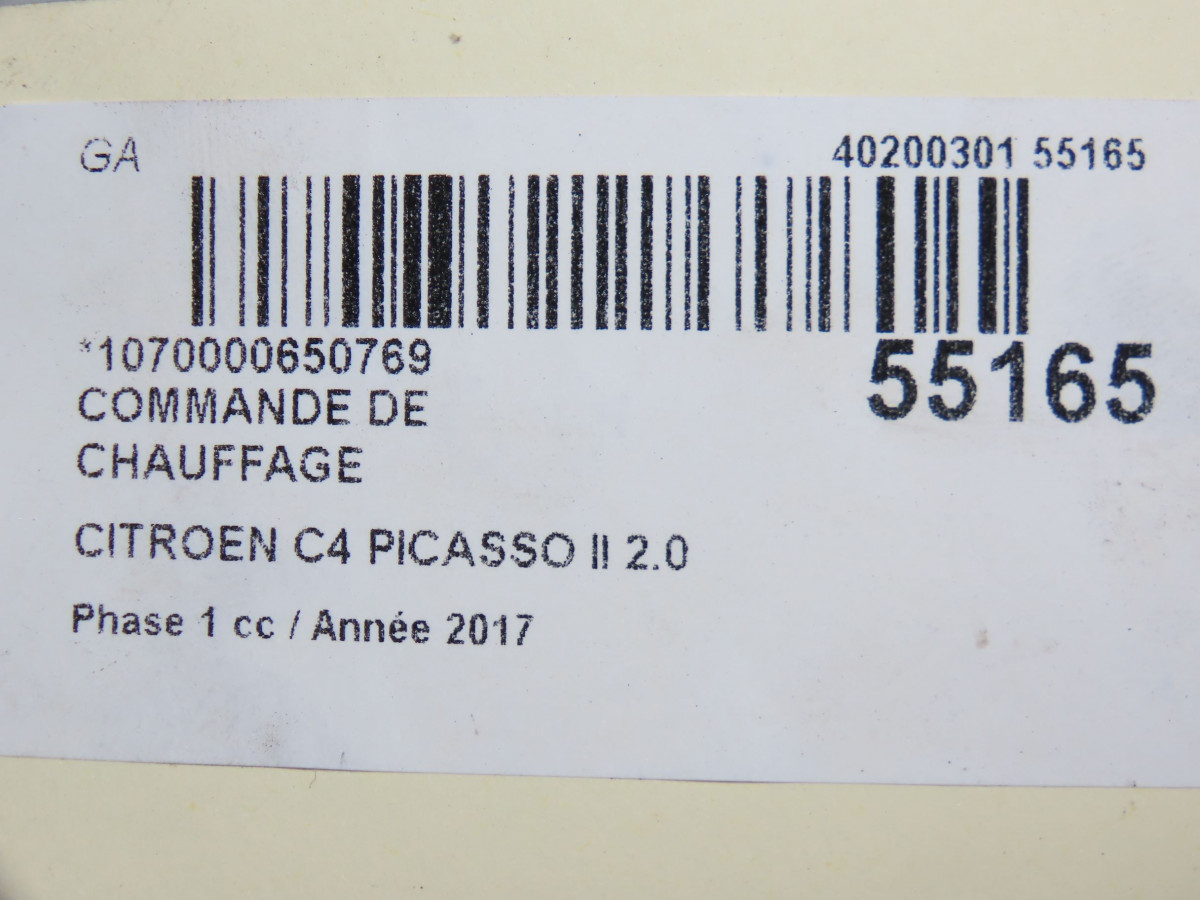 GA
40200301 55165
*1070000650769
55165
COMMANDE DE
CHAUFFAGE
CITROEN C4 PICASSO II 2.0
Phase 1 cc / Année 2017